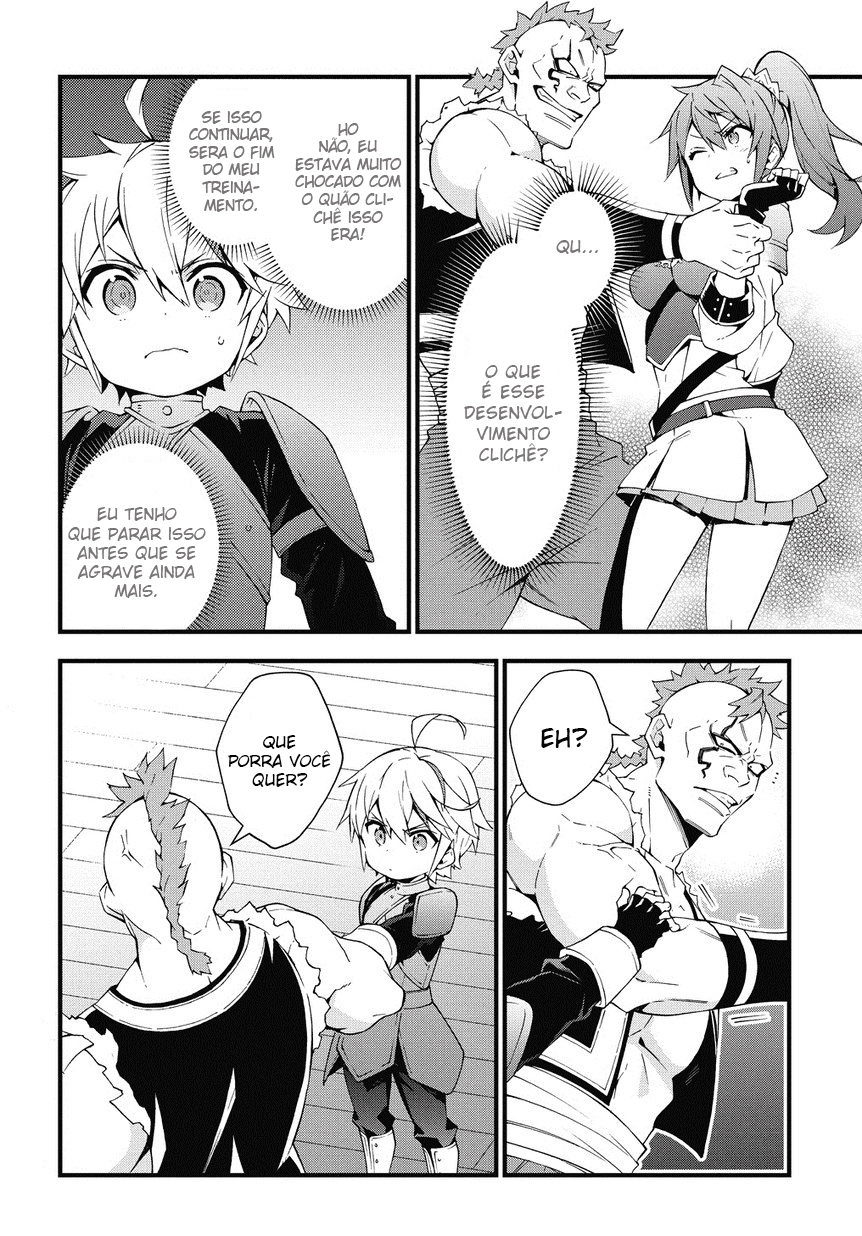 QU...
O QUE
É ESSE
DESENVOL-
VIMENTO
CLICHÊ?
HO
NÃO, EU
ESTAVA MUITO
CHOCADO COM
O QUÃO CLI-
CHÊ ISSO
ERA!
SE ISSO
CONTINUAR,
SERA O FIM
DO MEU
TREINA-
MENTO.
EU TENHO
QUE PARAR ISSO
ANTES QUE SE
AGRAVE AINDA
MAIS.
EH?
QUE
PORRA VOCÊ
QUER?